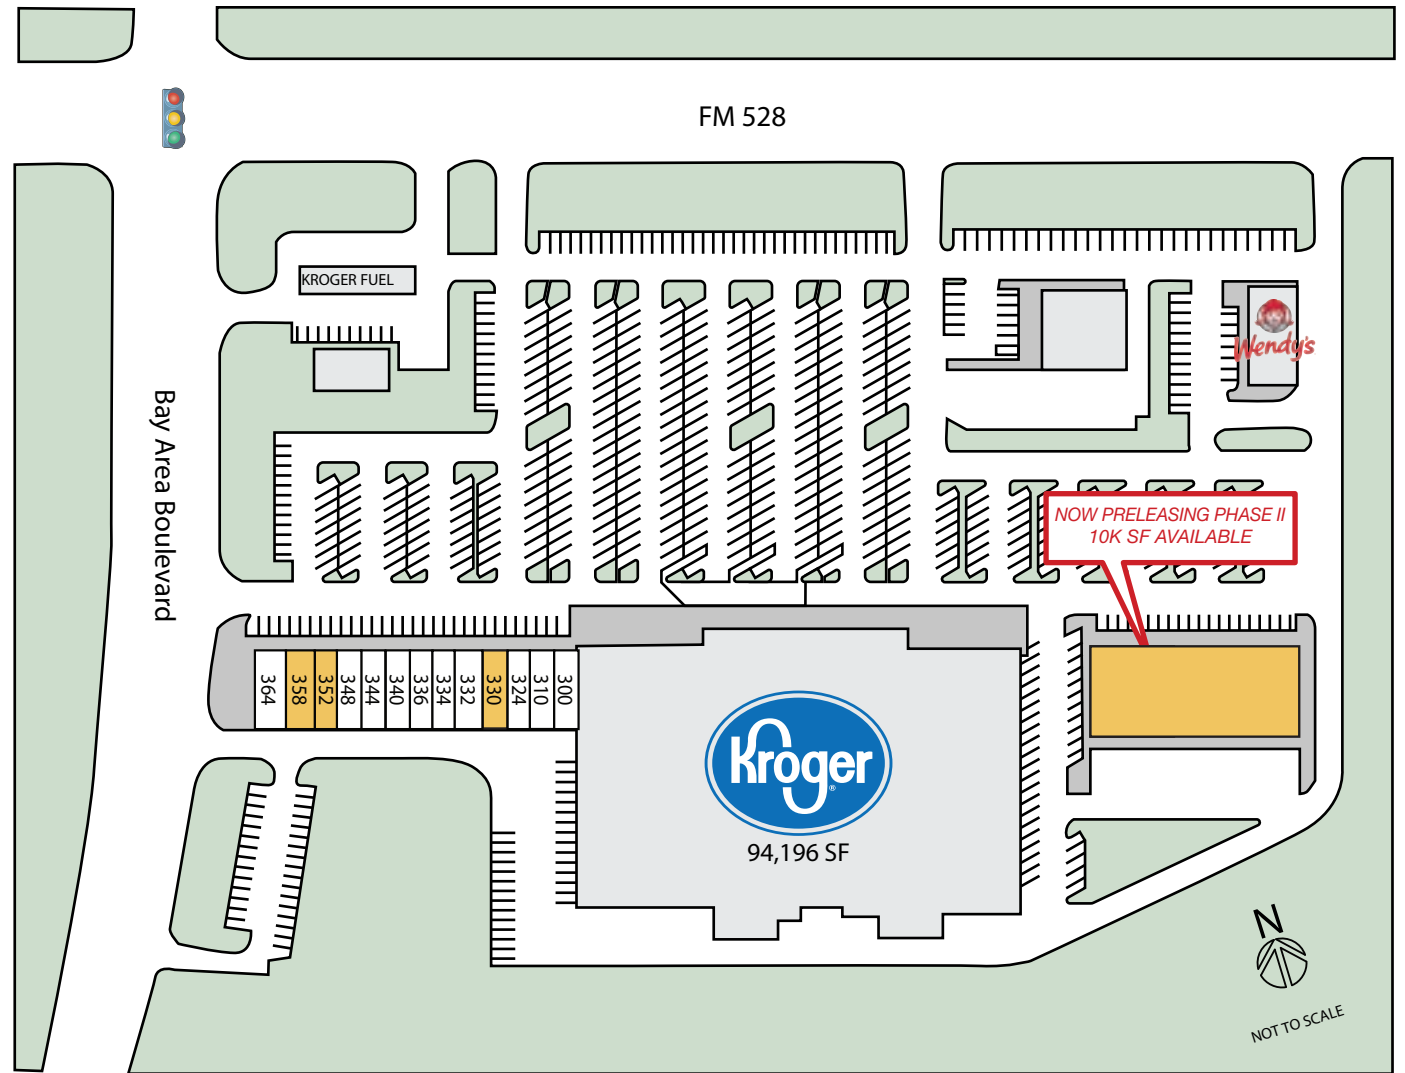 FM 528
KROGER FUEL
Wendy's
Bay Area Boulevard
NOW PRELEASING PHASE II
10K SF AVAILABLE
364
358
352
348
344
340
336
334
332
330
324
310
300
Kroger
®
94,196 SF
N
NOT TO SCALE